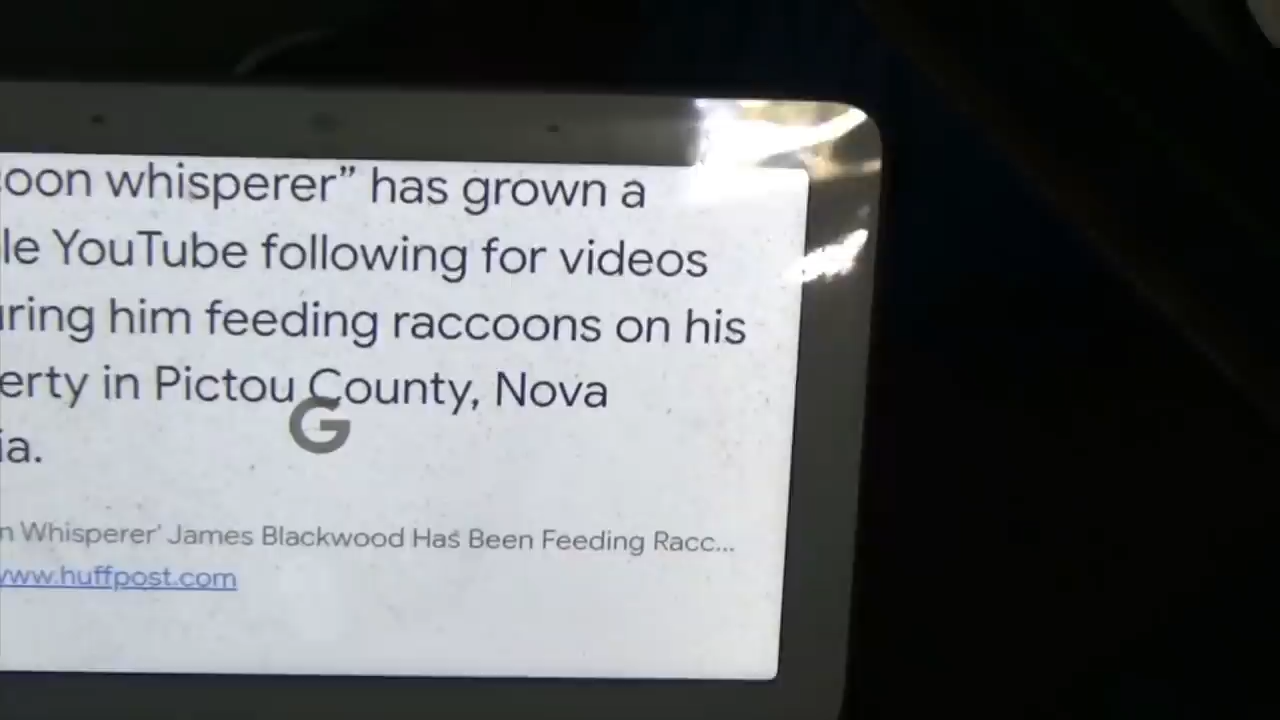 oon whisperer” has grown a
le YouTube following for videos
uring him feeding raccoons on his
erty in Pictou County, Nova
G
ia.
n Whisperer' James Blackwood Has Been Feeding Racc...
www.huffpost.com